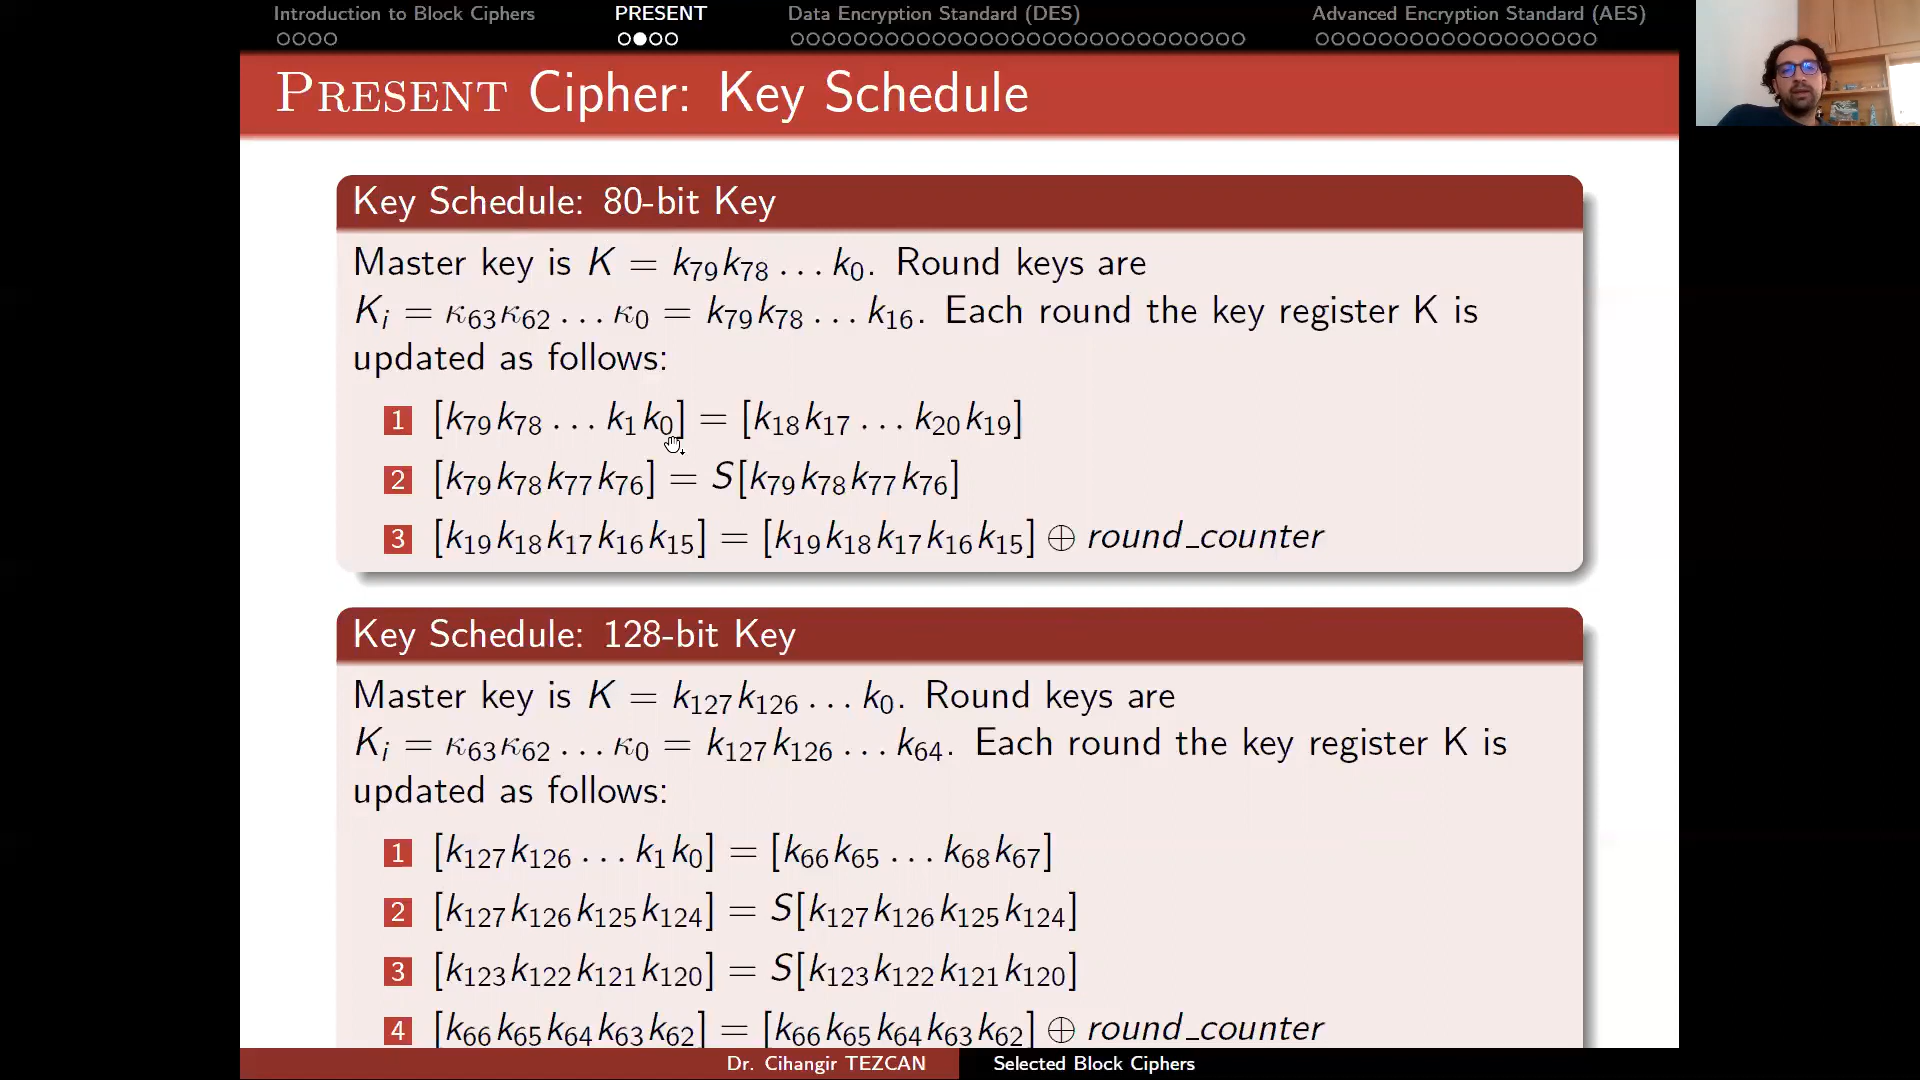 Introduction to Block Ciphers PRESENT Data Encryption Standard (DES) Advanced Encryption Standard (AES)
PRESENT Cipher: Key Schedule
Key Schedule: 80-bit Key
Master key is K = k₇₉k₇₈ . . . k₀. Round keys are
Kᵢ = κ₆₃κ₆₂ . . . κ₀ = k₇₉k₇₈ . . . k₁₆. Each round the key register K is
updated as follows:
1 [k₇₉k₇₈ . . . k₁k₀] = [k₁₈k₁₇ . . . k₂₀k₁₉]
2 [k₇₉k₇₈k₇₇k₇₆] = S[k₇₉k₇₈k₇₇k₇₆]
3 [k₁₉k₁₈k₁₇k₁₆k₁₅] = [k₁₉k₁₈k₁₇k₁₆k₁₅] ⊕ round_counter
Key Schedule: 128-bit Key
Master key is K = k₁₂₇k₁₂₆ . . . k₀. Round keys are
Kᵢ = κ₆₃κ₆₂ . . . κ₀ = k₁₂₇k₁₂₆ . . . k₆₄. Each round the key register K is
updated as follows:
1 [k₁₂₇k₁₂₆ . . . k₁k₀] = [k₆₆k₆₅ . . . k₆₈k₆₇]
2 [k₁₂₇k₁₂₆k₁₂₅k₁₂₄] = S[k₁₂₇k₁₂₆k₁₂₅k₁₂₄]
3 [k₁₂₃k₁₂₂k₁₂₁k₁₂₀] = S[k₁₂₃k₁₂₂k₁₂₁k₁₂₀]
4 [k₆₆k₆₅k₆₄k₆₃k₆₂] = [k₆₆k₆₅k₆₄k₆₃k₆₂] ⊕ round_counter
Dr. Cihangir TEZCAN Selected Block Ciphers